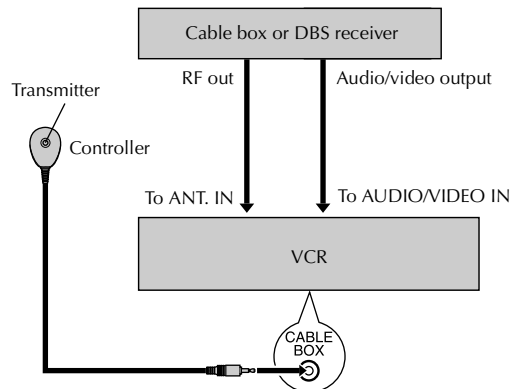 Cable box or DBS receiver
RF out
Audio/video output
Transmitter
Controller
To ANT. IN
To AUDIO/VIDEO IN
VCR
CABLE
BOX